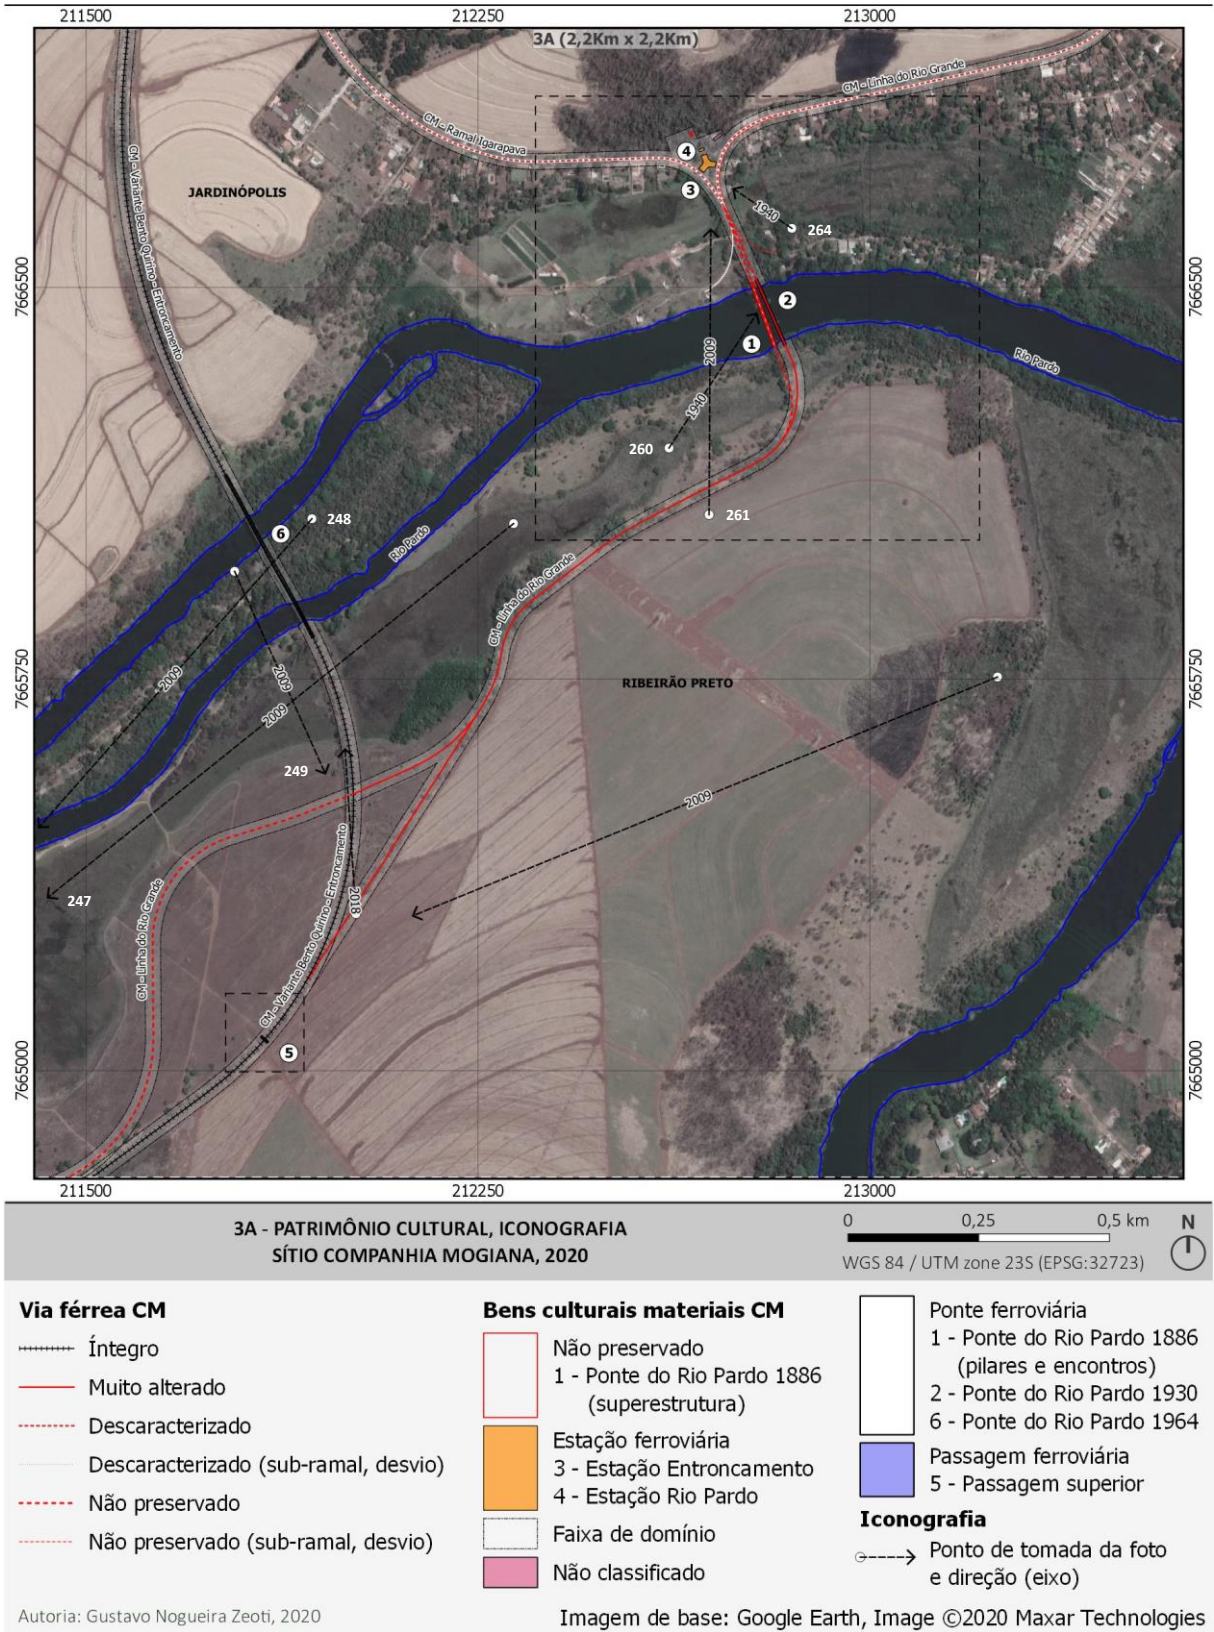 211500 212250 213000
3A (2,2Km x 2,2Km)
CM - Linha do Rio Grande
CM - Ramal Igarapava
4
JARDINÓPOLIS
3
1940
264
CM - Variante Bento Quirino - Entroncamento
7666500
7666500
2
1
2009
Rio Pardo
1940
260
261
248
6
Rio Pardo
CM - Linha do Rio Grande
2009
2009
2009
7665750
7665750
RIBEIRÃO PRETO
249
2009
247
2018
CM - Linha do Rio Grande
CM - Variante Bento Quirino - Entroncamento
5
7665000
7665000
211500 212250 213000
3A - PATRIMÔNIO CULTURAL, ICONOGRAFIA
SÍTIO COMPANHIA MOGIANA, 2020
0 0,25 0,5 km
N
WGS 84 / UTM zone 23S (EPSG:32723)
Via férrea CM
Íntegro
Muito alterado
Descaracterizado
Descaracterizado (sub-ramal, desvio)
Não preservado
Não preservado (sub-ramal, desvio)
Bens culturais materiais CM
Não preservado
1 - Ponte do Rio Pardo 1886
(superestrutura)
Estação ferroviária
3 - Estação Entroncamento
4 - Estação Rio Pardo
Faixa de domínio
Não classificado
Ponte ferroviária
1 - Ponte do Rio Pardo 1886
(pilares e encontros)
2 - Ponte do Rio Pardo 1930
6 - Ponte do Rio Pardo 1964
Passagem ferroviária
5 - Passagem superior
Iconografia
Ponto de tomada da foto
e direção (eixo)
Autoria: Gustavo Nogueira Zeoti, 2020
Imagem de base: Google Earth, Image ©2020 Maxar Technologies